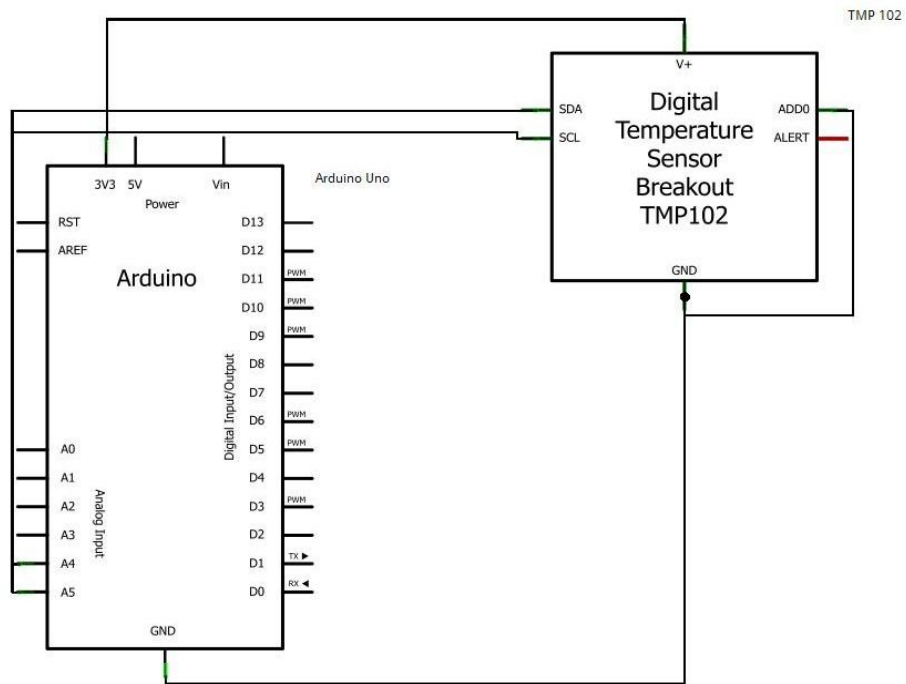 TMP 102
V+
SDA
SCL
Digital
Temperature
Sensor
Breakout
TMP102
ADD0
ALERT
GND
Arduino Uno
3V3
5V
Vin
Power
RST
AREF
Arduino
D13
D12
D11
PWM
D10
PWM
D9
PWM
D8
D7
D6
PWM
D5
PWM
D4
D3
PWM
D2
D1
TX
D0
RX
Digital Input/Output
A0
A1
A2
A3
A4
A5
Analog Input
GND